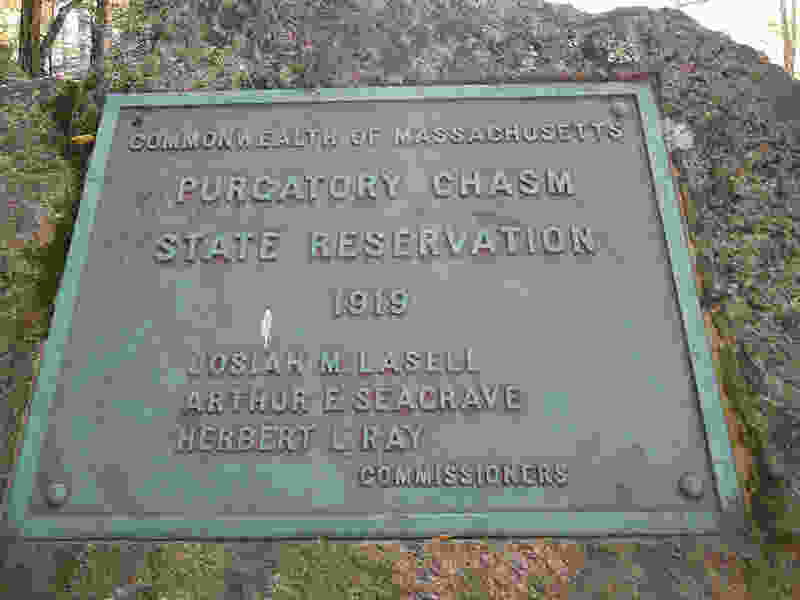 COMMONWEALTH OF MASSACHUSETTS
PURGATORY CHASM
STATE RESERVATION
1919
JOSIAH M. LASELL
ARTHUR E. SEAGRAVE
HERBERT L. RAY
COMMISSIONERS